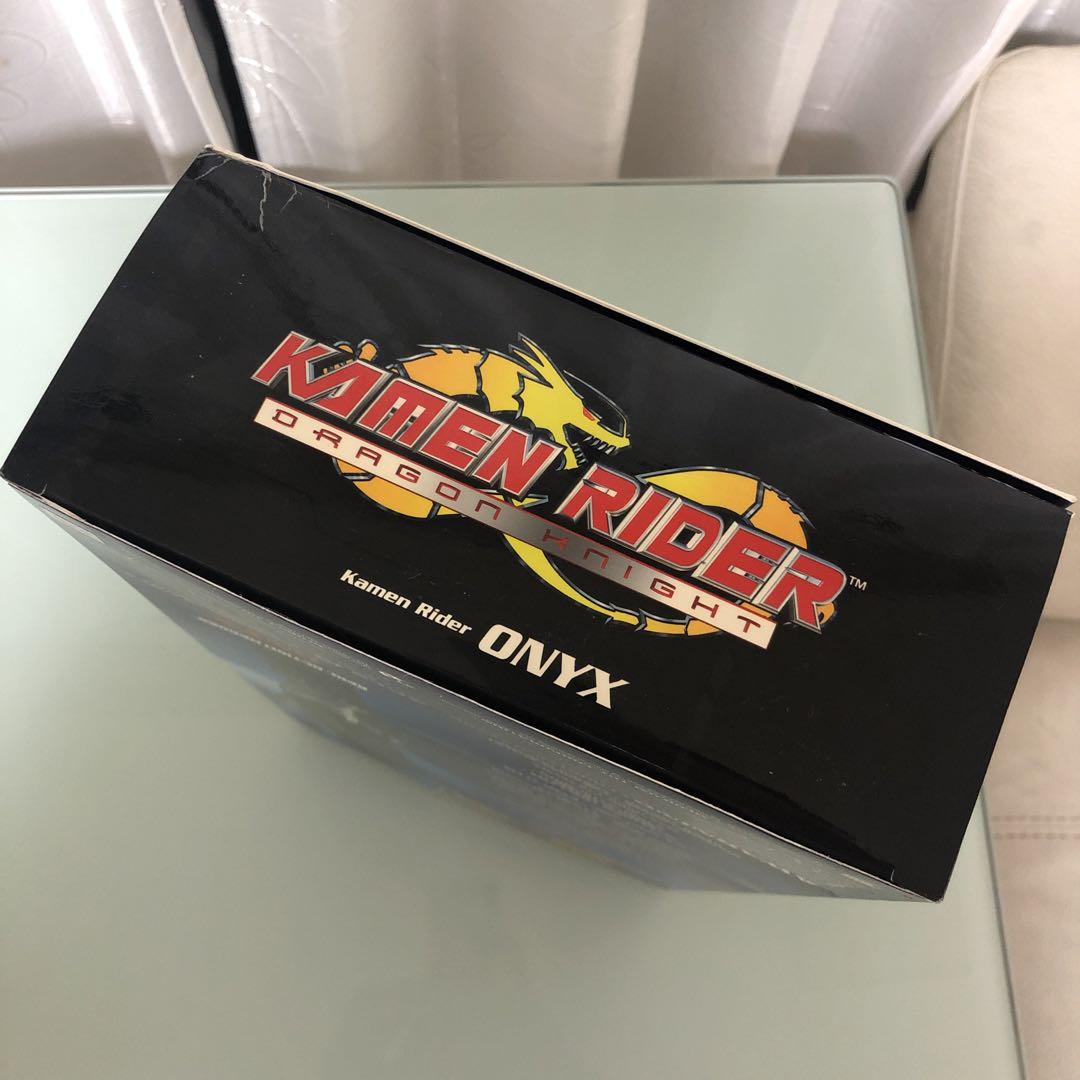 KAMEN RIDER™
DRAGON KNIGHT
Kamen Rider ONYX